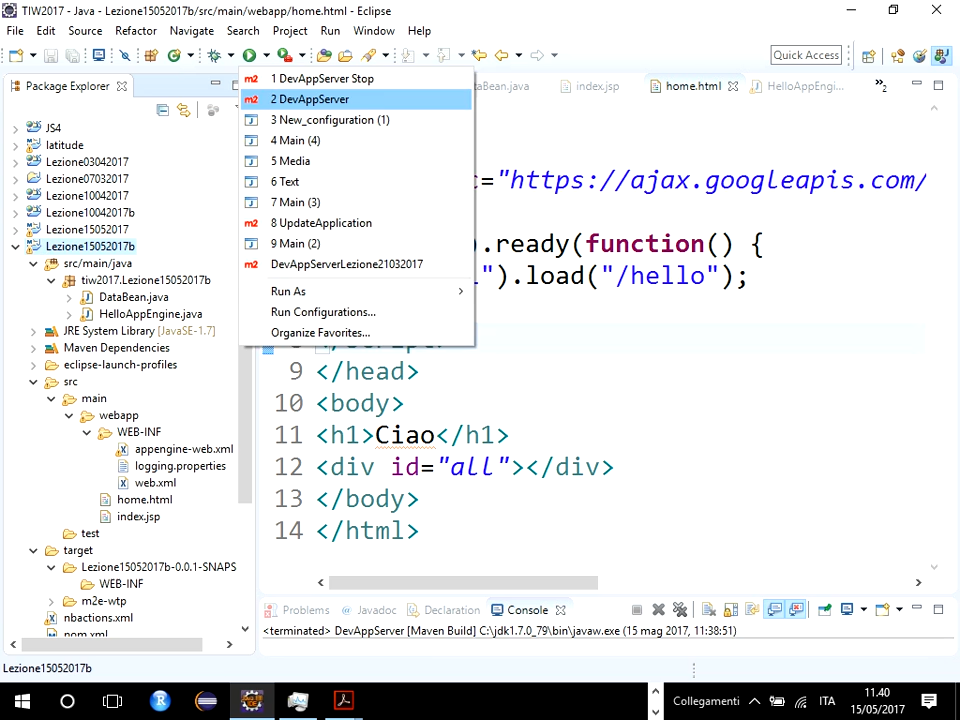 TIW2017 - Java - Lezione15052017b/src/main/webapp/home.html - Eclipse
File Edit Source Refactor Navigate Search Project Run Window Help
Quick Access
Package Explorer
JS4
latitude
Lezione03042017
Lezione07032017
Lezione10042017
Lezione10042017b
Lezione15052017
Lezione15052017b
src/main/java
tiw2017.Lezione15052017b
DataBean.java
HelloAppEngine.java
JRE System Library [JavaSE-1.7]
Maven Dependencies
eclipse-launch-profiles
src
main
webapp
WEB-INF
appengine-web.xml
logging.properties
web.xml
home.html
index.jsp
test
target
Lezione15052017b-0.0.1-SNAPS
WEB-INF
m2e-wtp
nbactions.xml
pom.xml
m2 1 DevAppServer Stop
m2 2 DevAppServer
3 New_configuration (1)
4 Main (4)
5 Media
6 Text
7 Main (3)
m2 8 UpdateApplication
9 Main (2)
m2 DevAppServerLezione21032017
Run As
Run Configurations...
Organize Favorites...
taBean.java index.jsp home.html HelloAppEngi... »2
c="https://ajax.googleapis.com/
).ready(function() {
l").load("/hello");
9 </head>
10 <body>
11 <h1>Ciao</h1>
12 <div id="all"></div>
13 </body>
14 </html>
Problems @ Javadoc Declaration Console
<terminated> DevAppServer [Maven Build] C:\jdk1.7.0_79\bin\javaw.exe (15 mag 2017, 11:38:51)
Lezione15052017b
R
Collegamenti ITA 11.40
15/05/2017